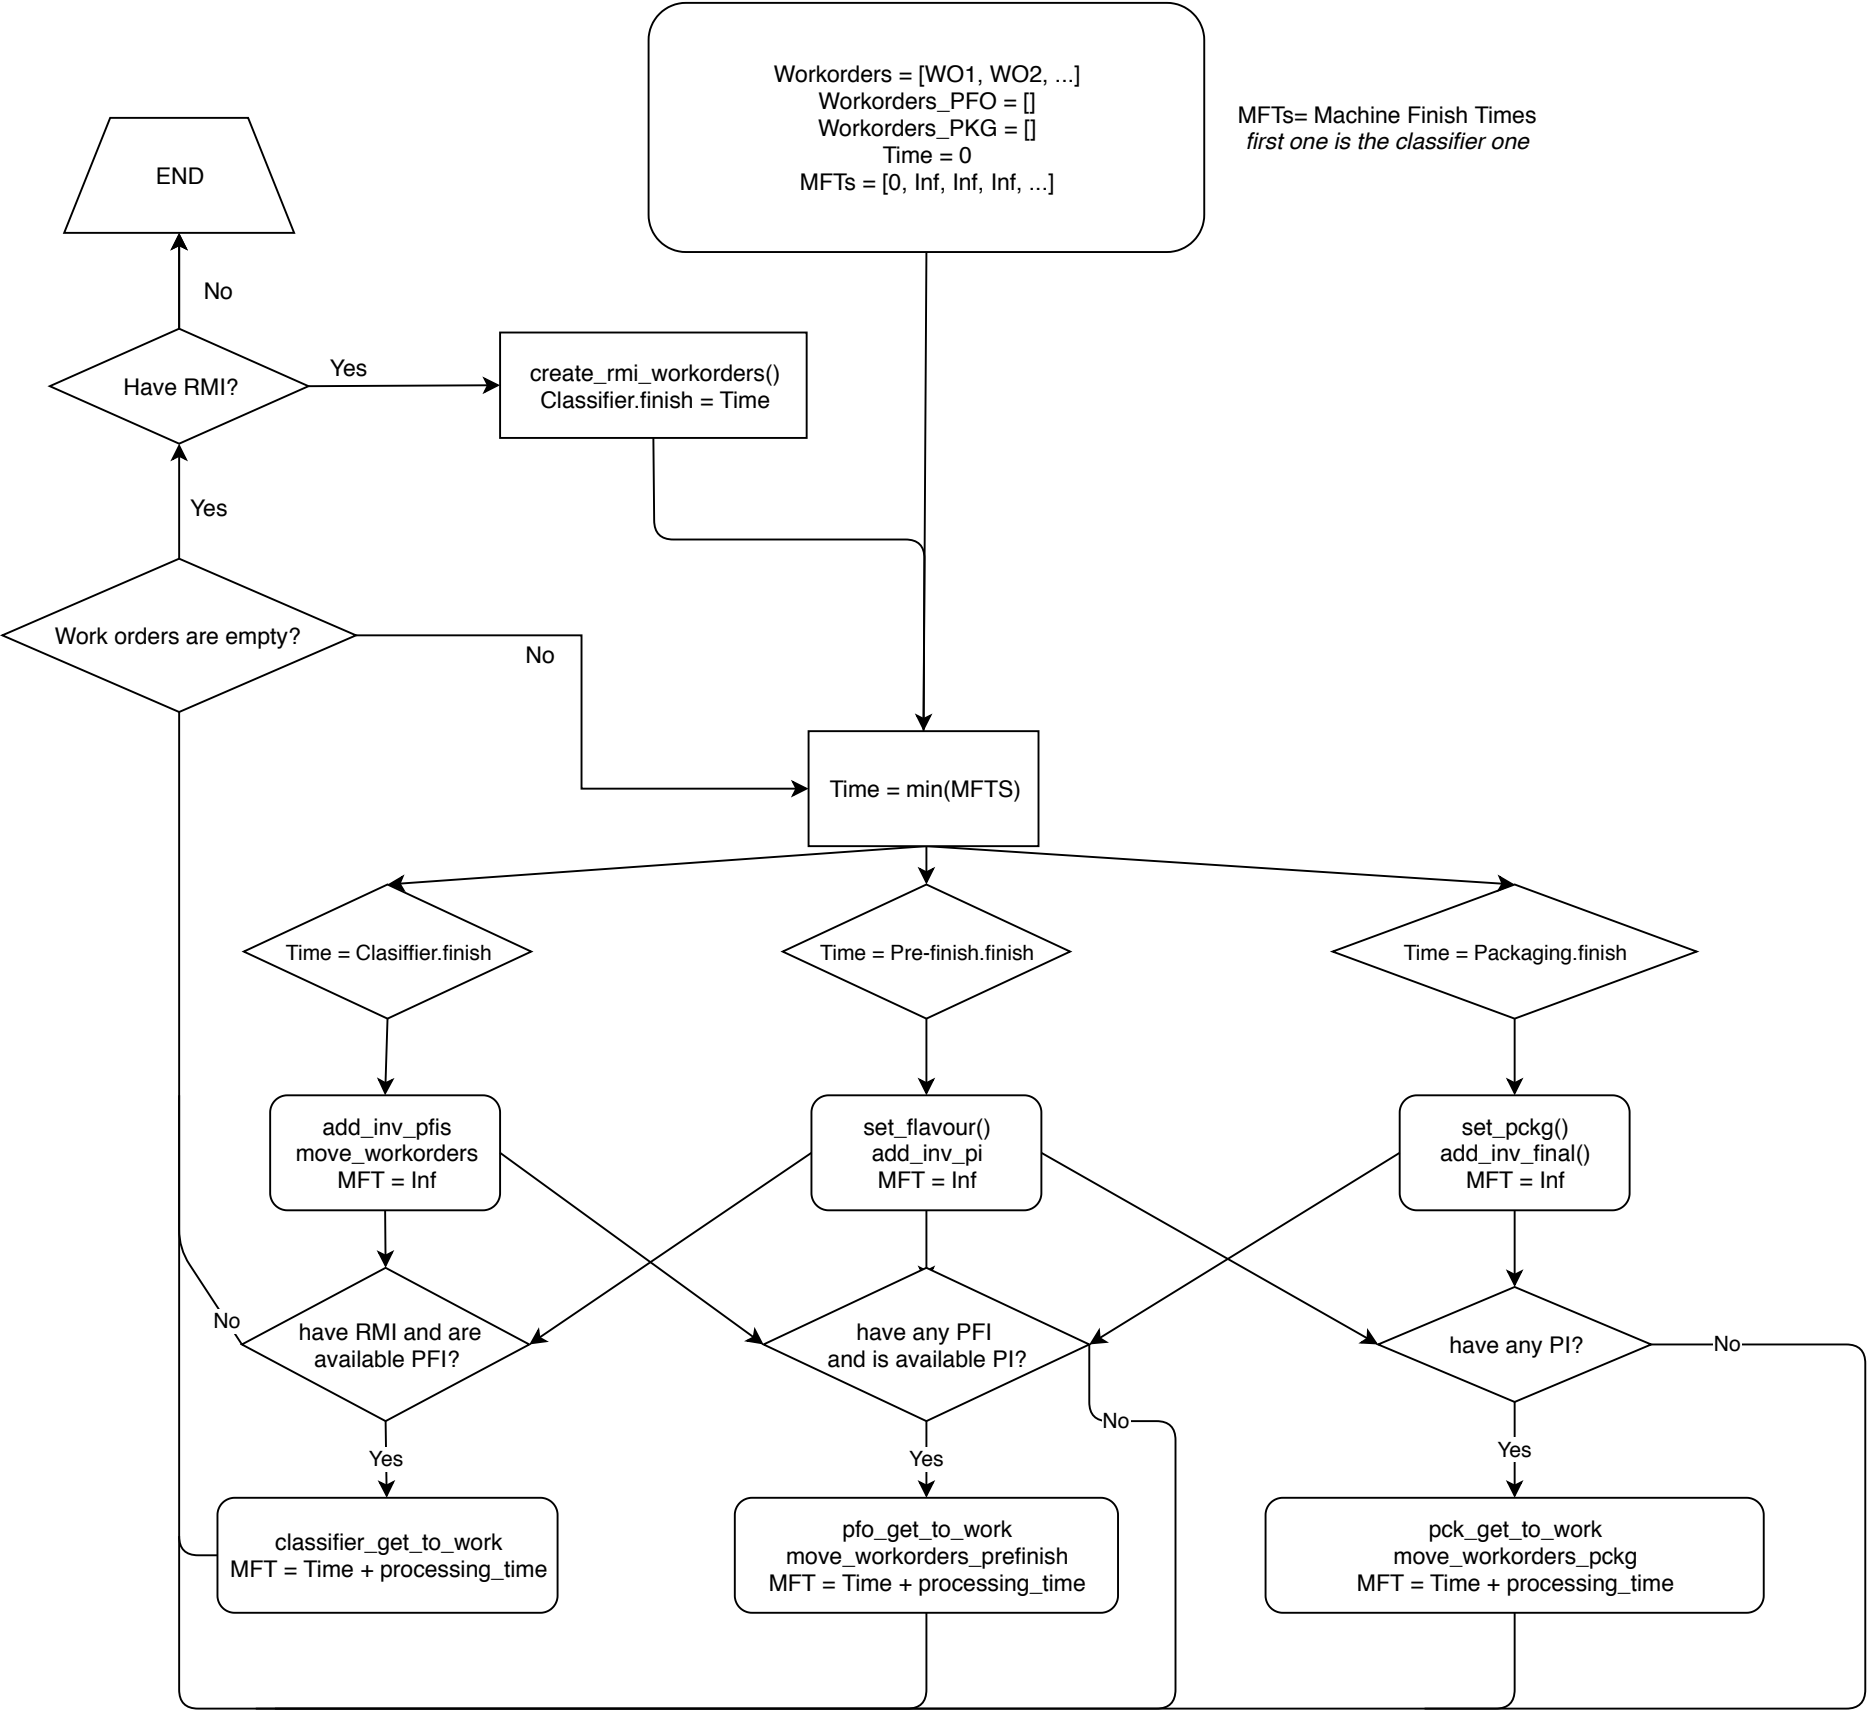 Workorders = [WO1, WO2, ...]
Workorders_PFO = []
Workorders_PKG = []
Time = 0
MFTs = [0, Inf, Inf, Inf, ...]
MFTs= Machine Finish Times
first one is the classifier one
END
No
Have RMI?
Yes
create_rmi_workorders()
Classifier.finish = Time
Yes
Work orders are empty?
No
Time = min(MFTS)
Time = Clasiffier.finish
Time = Pre-finish.finish
Time = Packaging.finish
add_inv_pfis
move_workorders
MFT = Inf
set_flavour()
add_inv_pi
MFT = Inf
set_pckg()
add_inv_final()
MFT = Inf
No
have RMI and are
available PFI?
have any PFI
and is available PI?
No
have any PI?
No
Yes
Yes
Yes
classifier_get_to_work
MFT = Time + processing_time
pfo_get_to_work
move_workorders_prefinish
MFT = Time + processing_time
pck_get_to_work
move_workorders_pckg
MFT = Time + processing_time